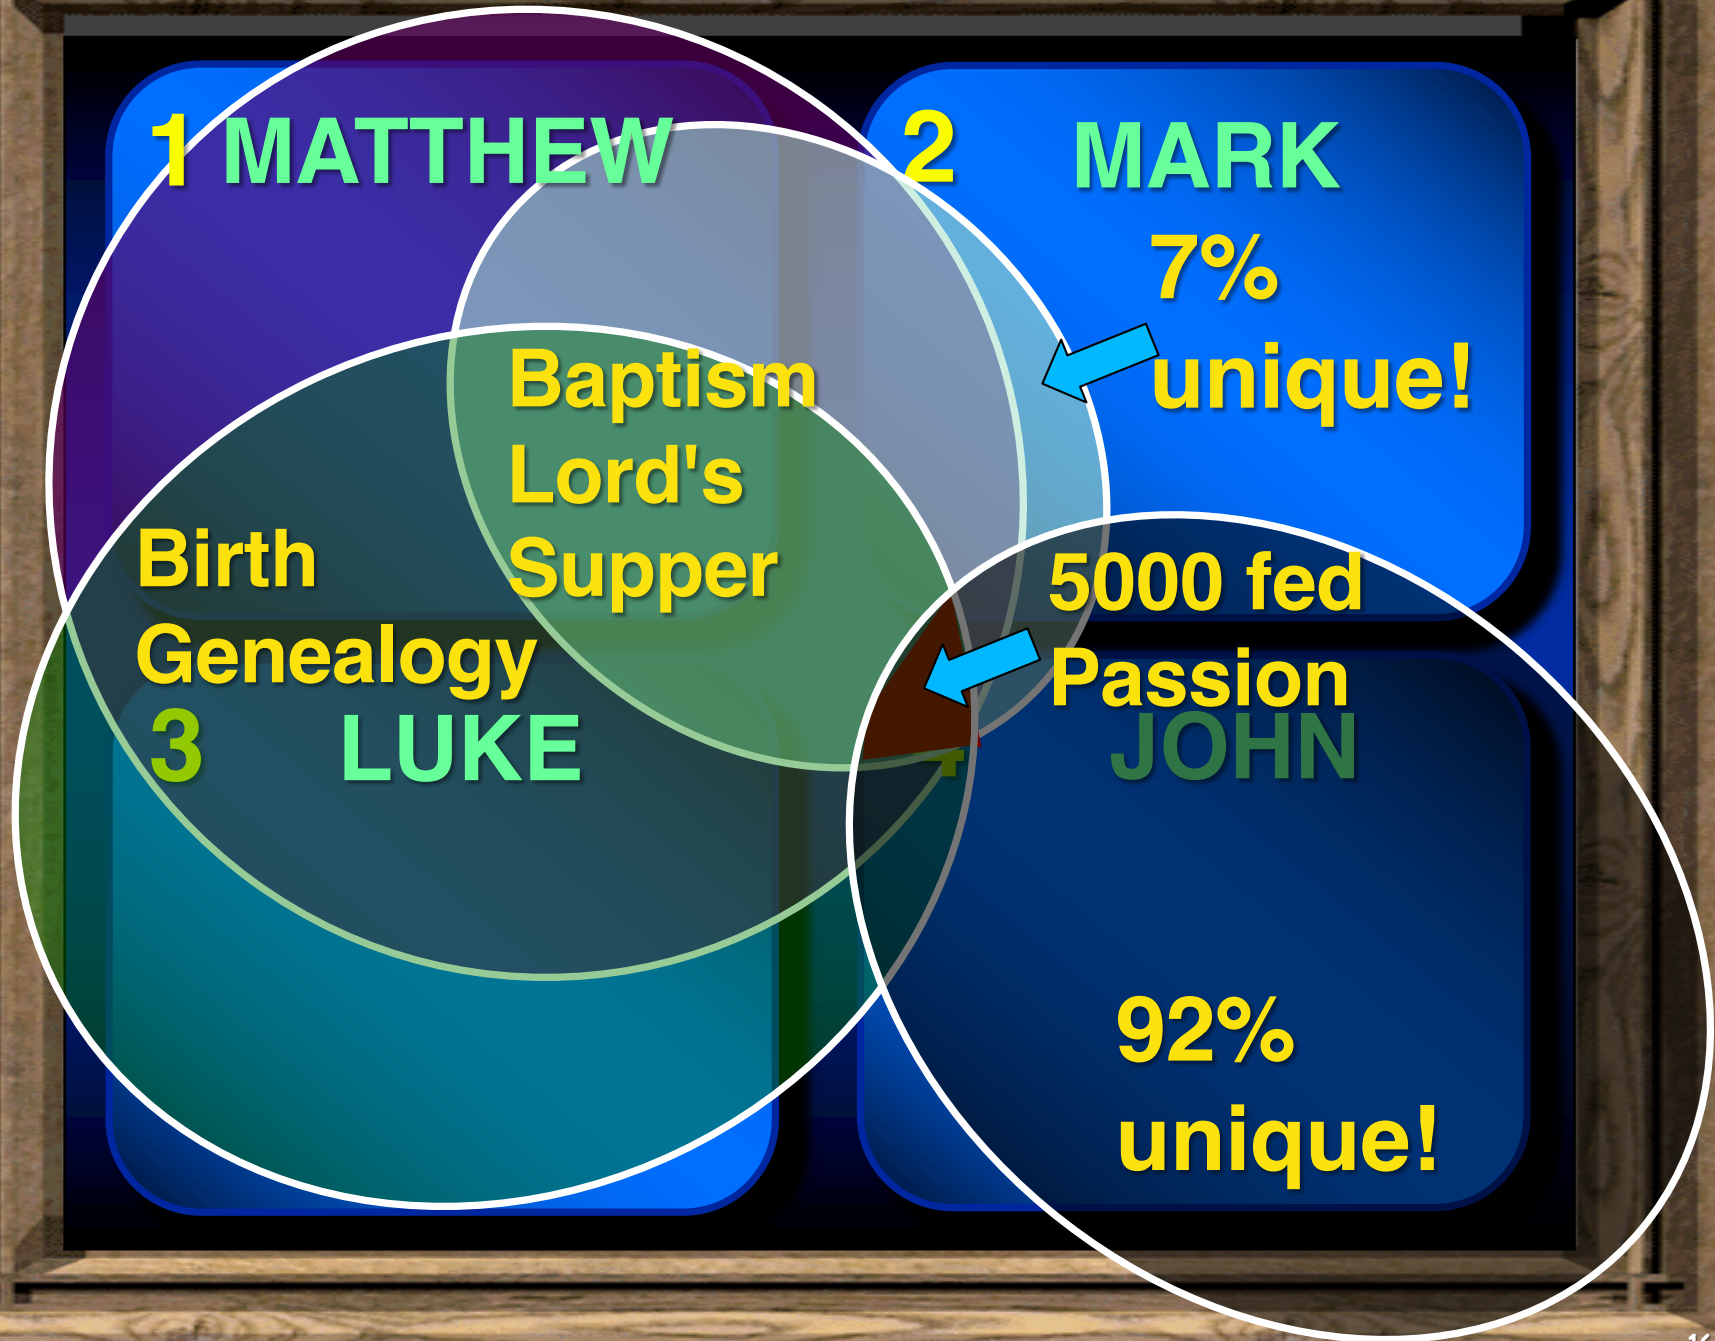 1 MATTHEW
2 MARK
7%
unique!
Baptism
Lord's
Supper
Birth
Genealogy
5000 fed
Passion
3 LUKE
4 JOHN
92%
unique!